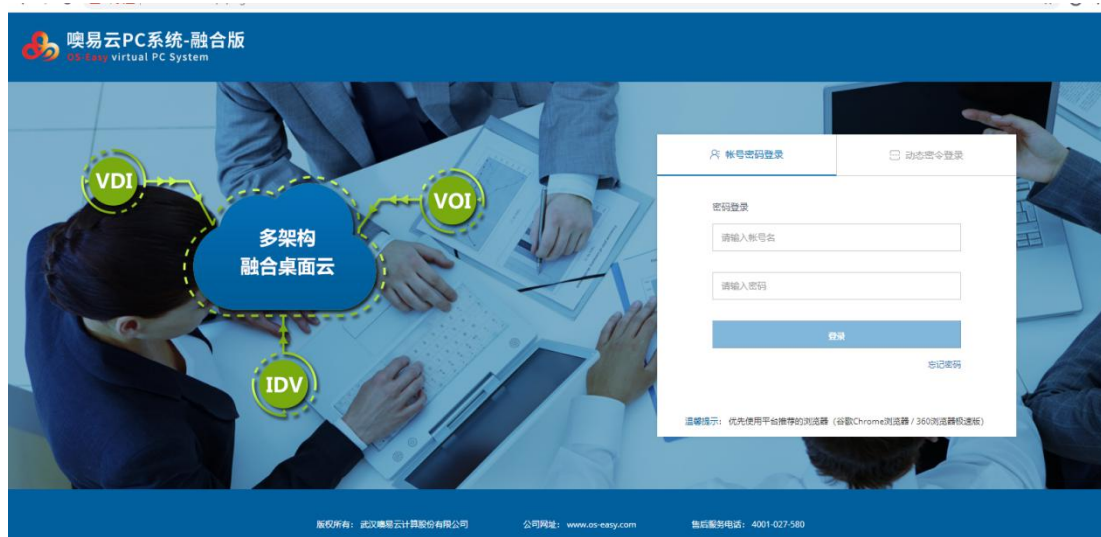 噢易云PC系统-融合版
OS-Easy virtual PC System
帐号密码登录
动态密令登录
VDI
VOI
多架构
融合桌面云
IDV
密码登录
请输入帐号名
请输入密码
登录
忘记密码
温馨提示： 优先使用平台推荐的浏览器（谷歌Chrome浏览器 / 360浏览器极速版）
版权所有： 武汉噢易云计算股份有限公司 公司网址： www.os-easy.com 售后服务电话： 4001-027-580